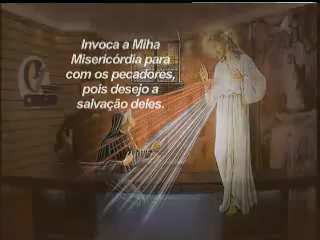 Invoca a Miha
Misericórdia para
com os pecadores,
pois desejo a
salvação deles.